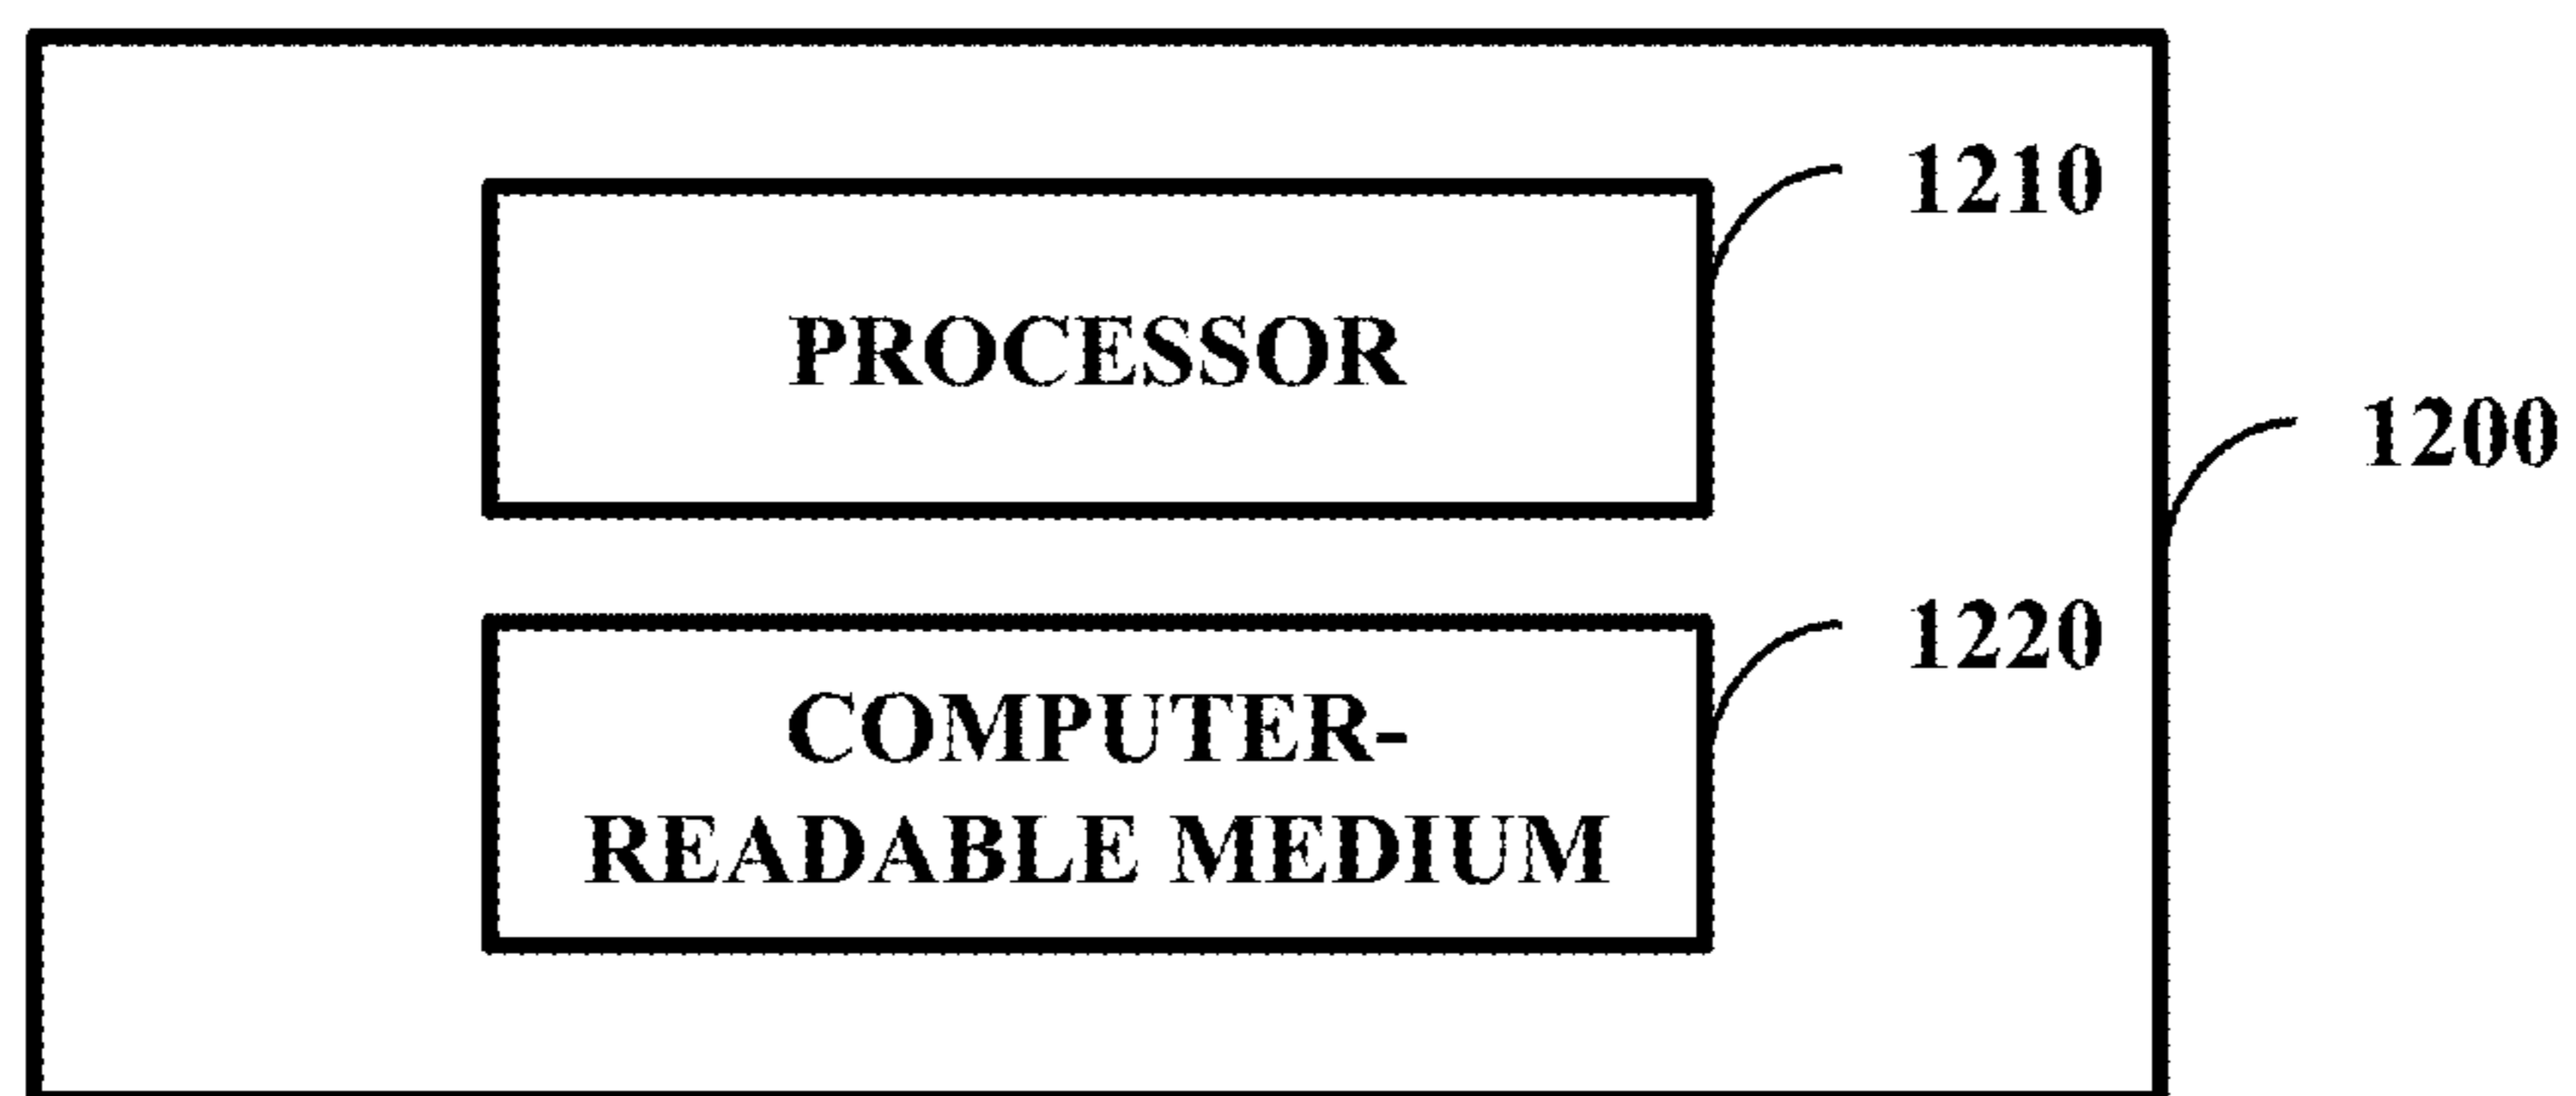 1210
PROCESSOR
1200
1220
COMPUTER-
READABLE MEDIUM